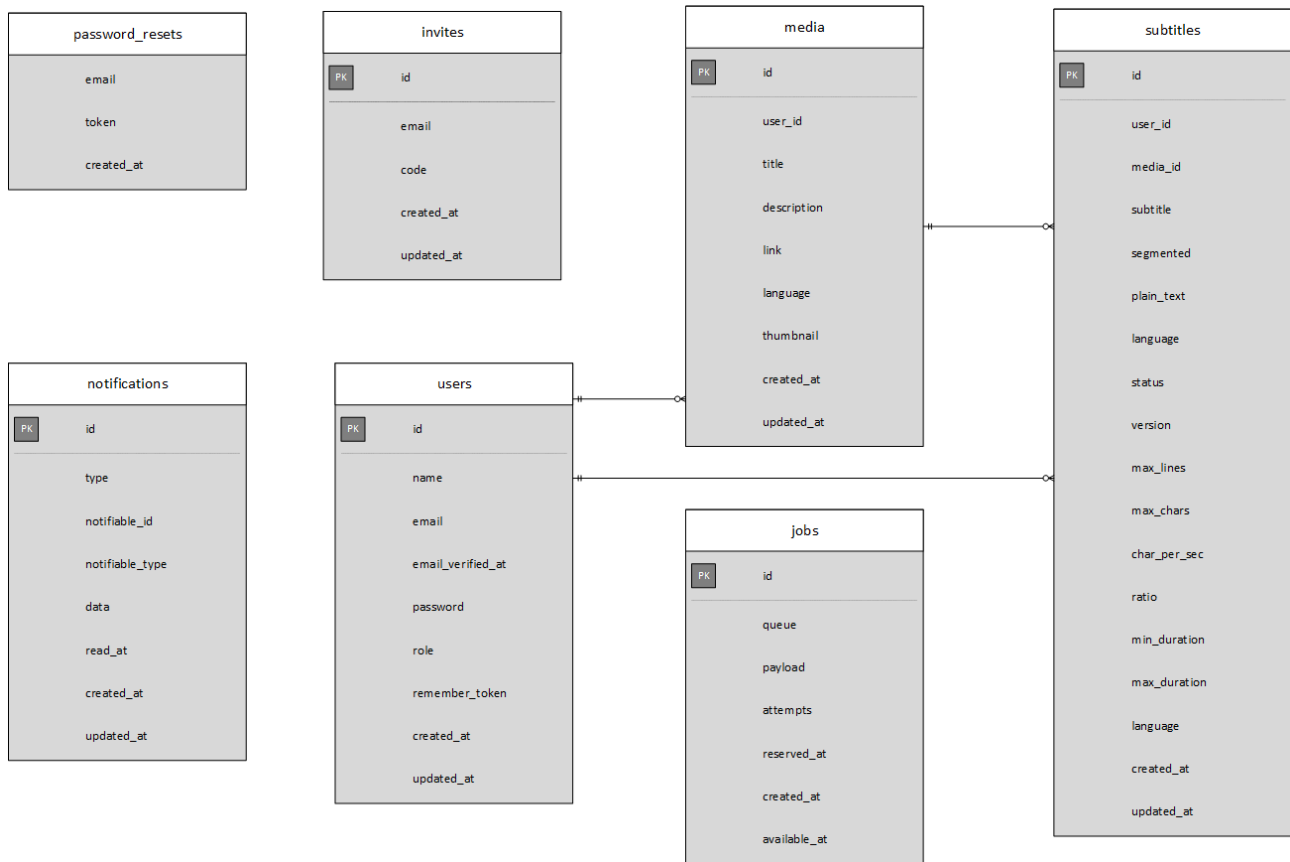 password_resets
email
token
created_at
invites
PK id
email
code
created_at
updated_at
media
PK id
user_id
title
description
link
language
thumbnail
created_at
updated_at
subtitles
PK id
user_id
media_id
subtitle
segmented
plain_text
language
status
version
max_lines
max_chars
char_per_sec
ratio
min_duration
max_duration
language
created_at
updated_at
notifications
PK id
type
notifiable_id
notifiable_type
data
read_at
created_at
updated_at
users
PK id
name
email
email_verified_at
password
role
remember_token
created_at
updated_at
jobs
PK id
queue
payload
attempts
reserved_at
created_at
available_at